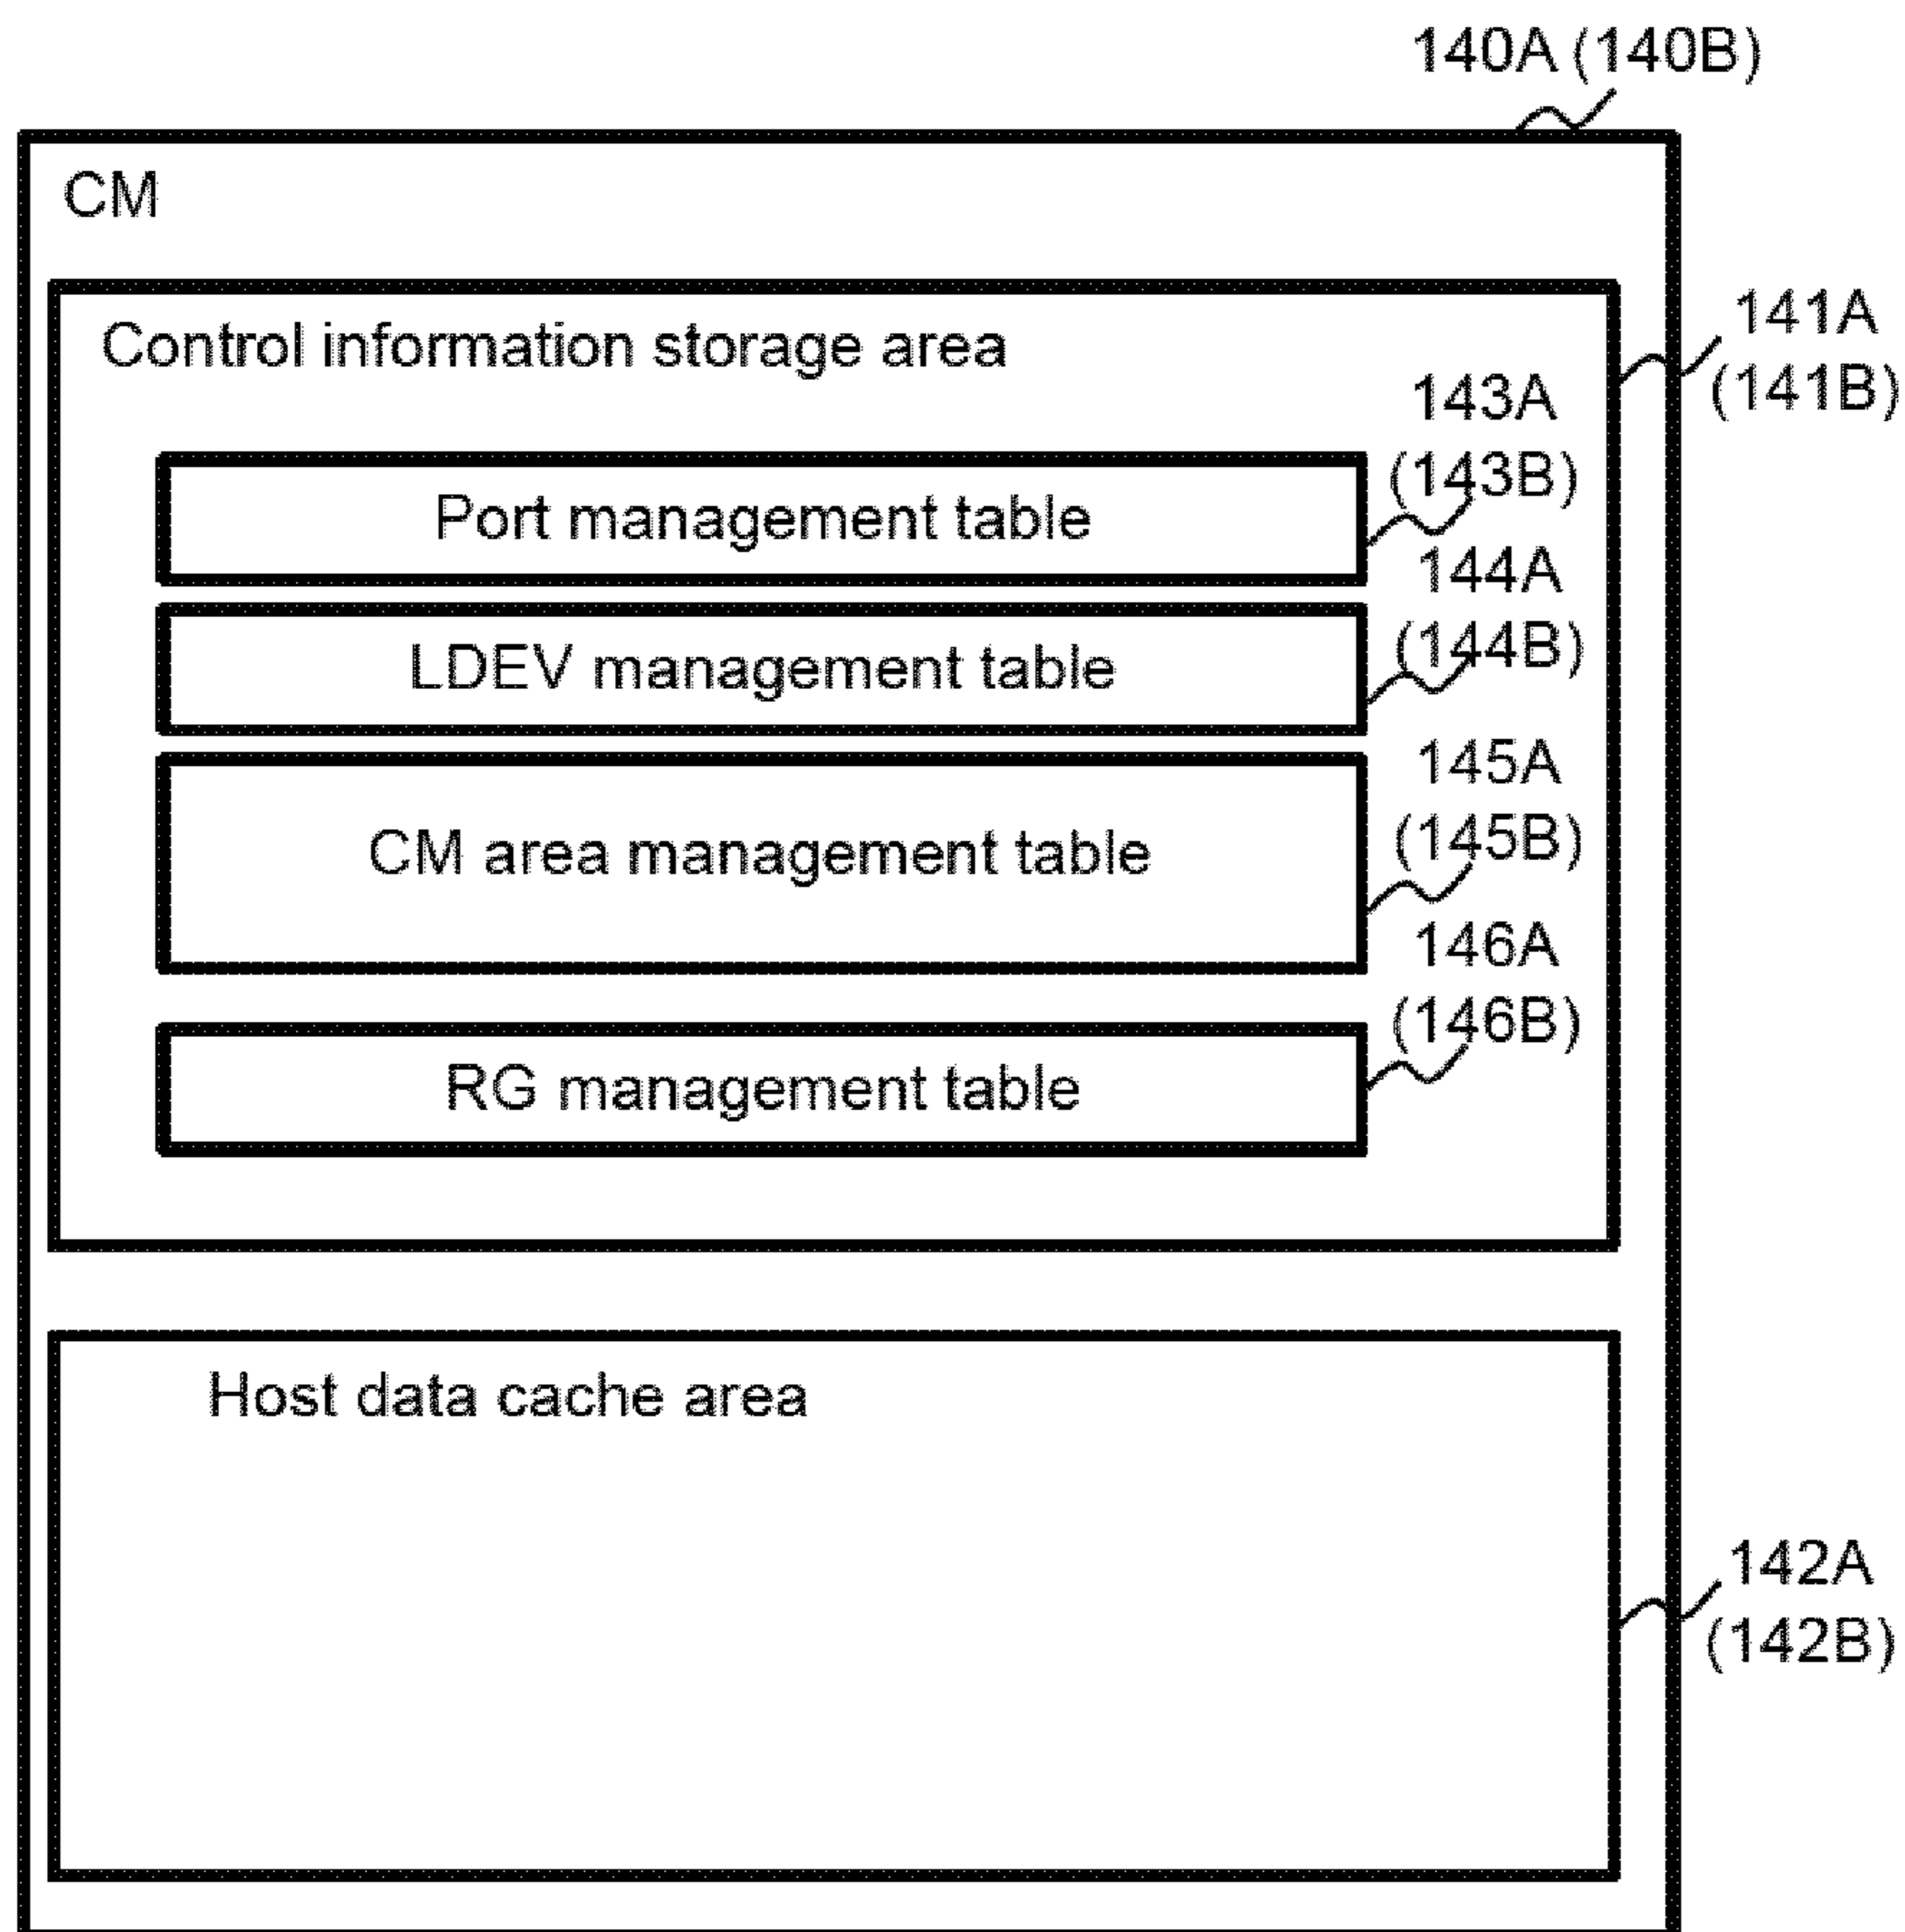 140A (140B)
CM
Control information storage area
141A
(141B)
143A
(143B)
Port management table
144A
(144B)
LDEV management table
145A
(145B)
CM area management table
146A
(146B)
RG management table
Host data cache area
142A
(142B)